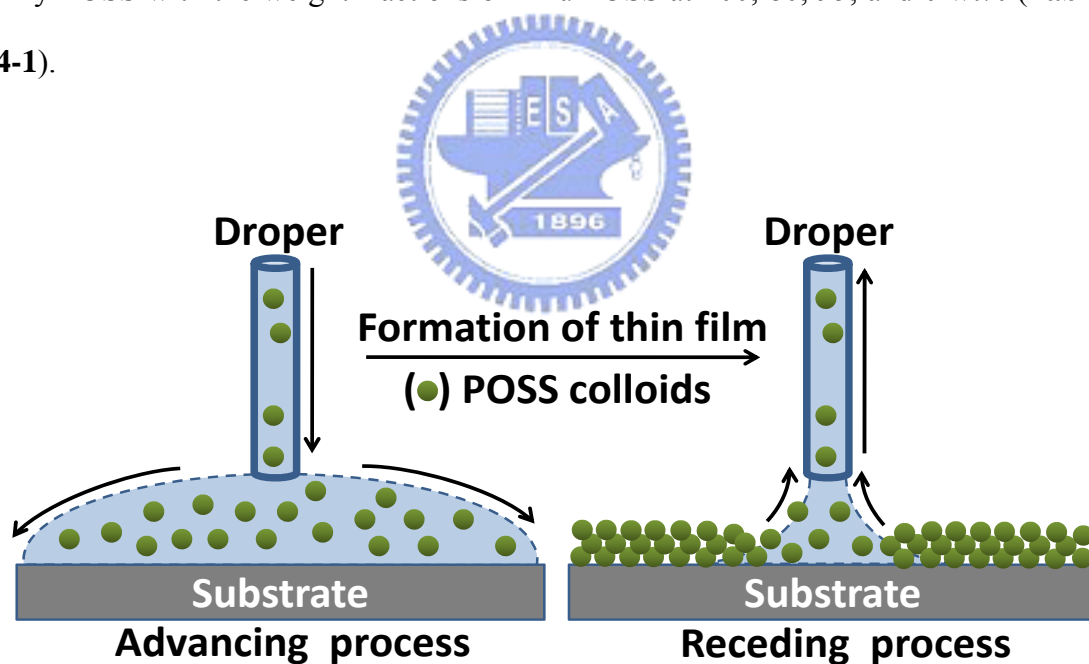 4-1).
E S A
1896
Droper
Droper
Formation of thin film
(●) POSS colloids
Substrate
Substrate
Advancing process
Receding process